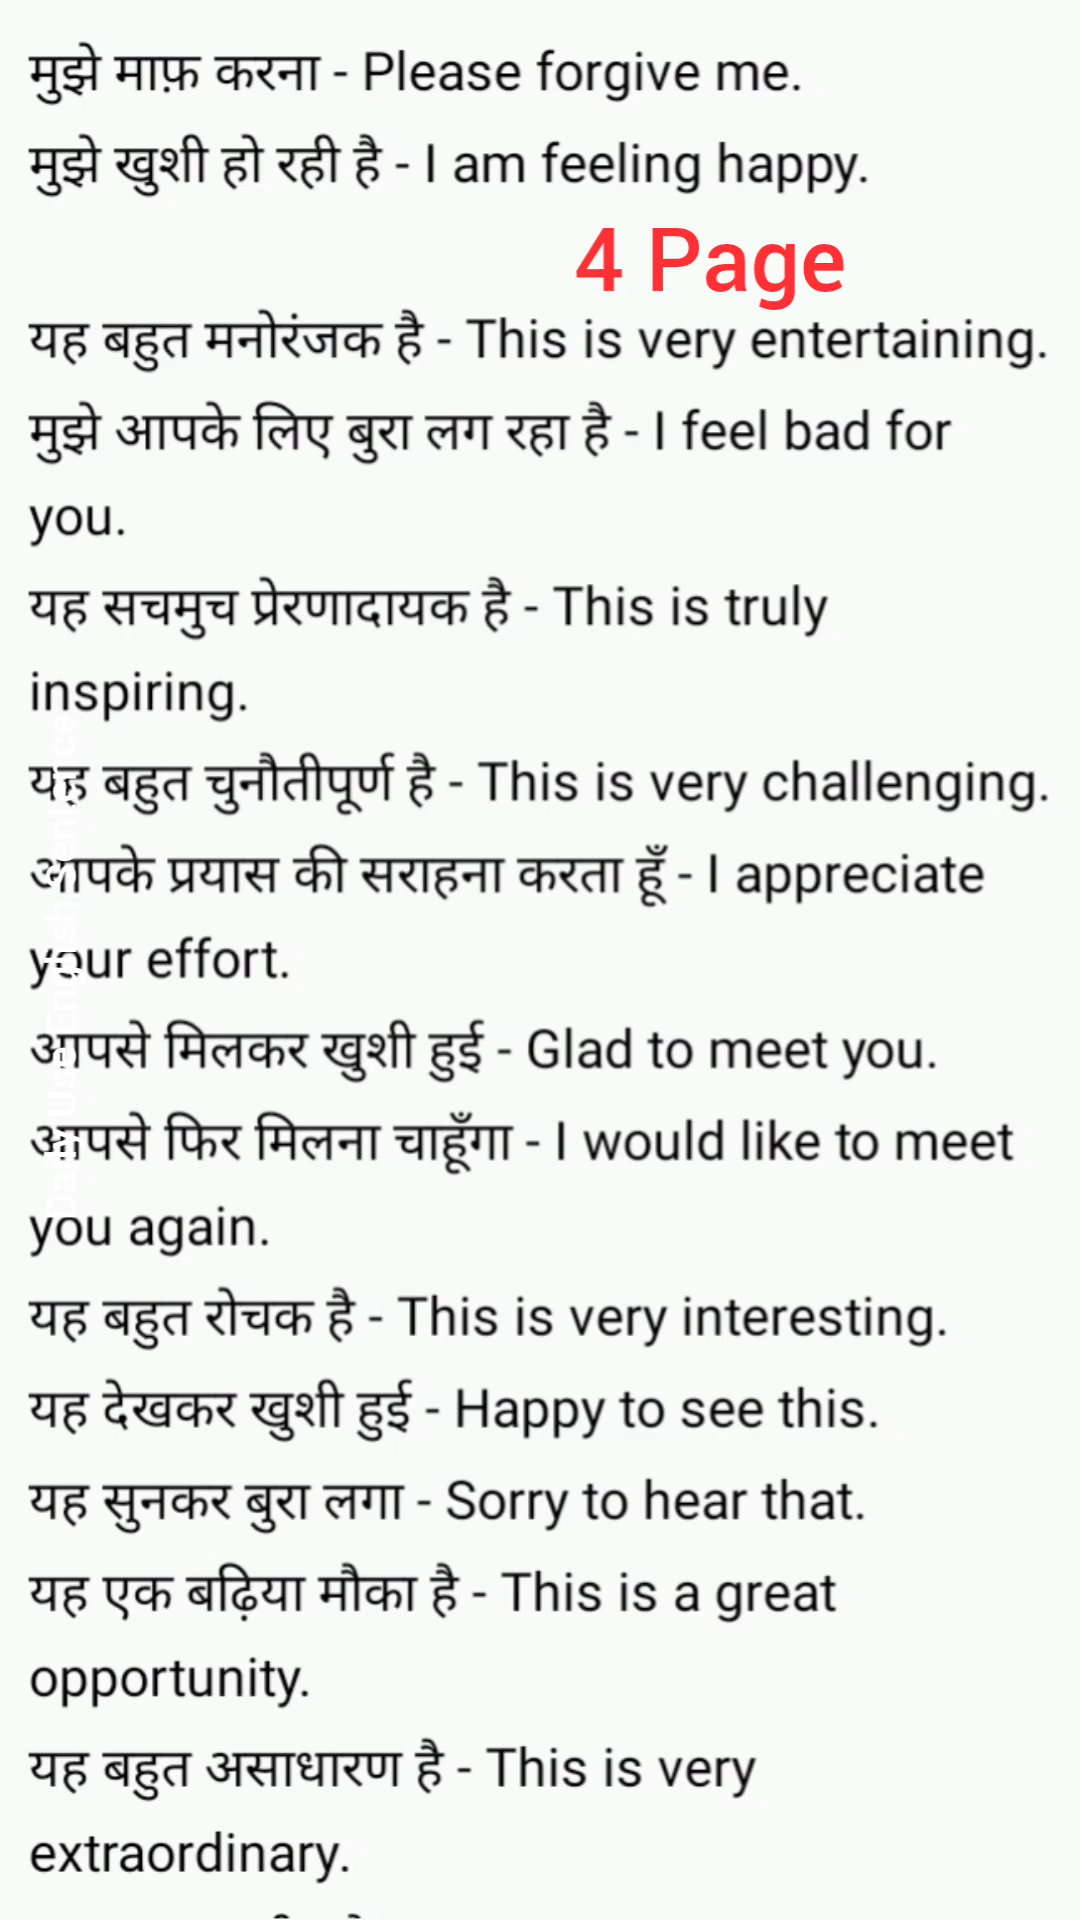 मुझे माफ़ करना - Please forgive me.
मुझे खुशी हो रही है - I am feeling happy.
4 Page
यह बहुत मनोरंजक है - This is very entertaining.
मुझे आपके लिए बुरा लग रहा है - I feel bad for
you.
यह सचमुच प्रेरणादायक है - This is truly
inspiring.
यह बहुत चुनौतीपूर्ण है - This is very challenging.
आपके प्रयास की सराहना करता हूँ - I appreciate
your effort.
आपसे मिलकर खुशी हुई - Glad to meet you.
आपसे फिर मिलना चाहूँगा - I would like to meet
you again.
यह बहुत रोचक है - This is very interesting.
यह देखकर खुशी हुई - Happy to see this.
यह सुनकर बुरा लगा - Sorry to hear that.
यह एक बढ़िया मौका है - This is a great
opportunity.
यह बहुत असाधारण है - This is very
extraordinary.
Daily Use English Sentence